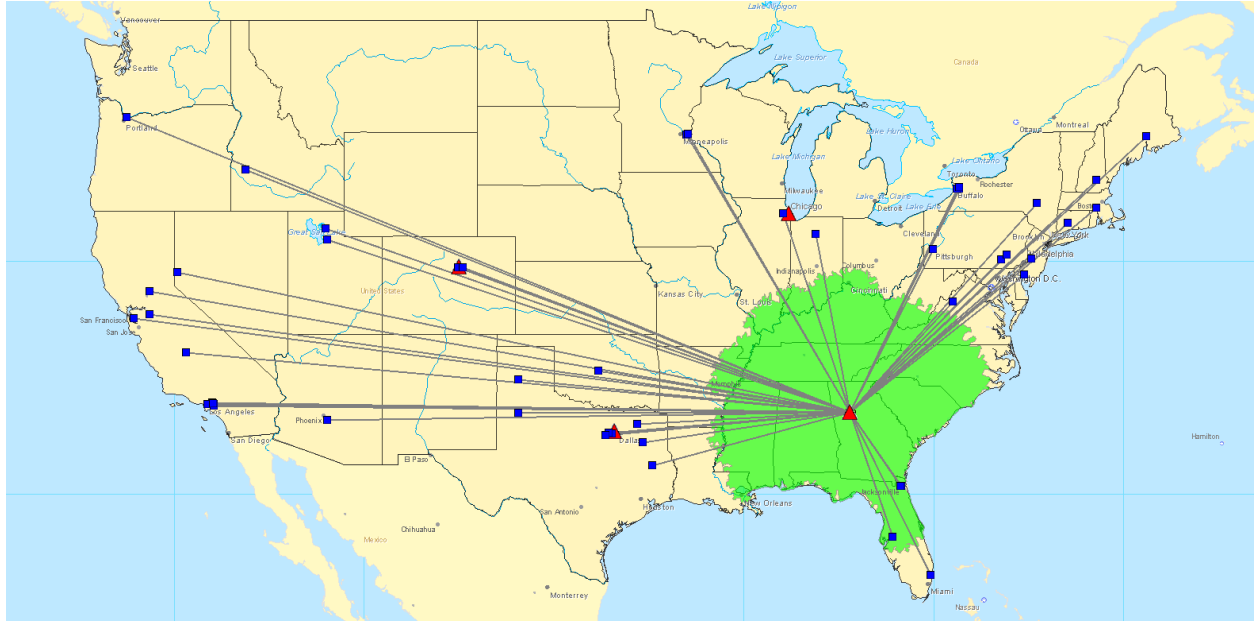 Vancouver
Lake Nipigon
Seattle
Lake Superior
Canada
Portland
Ottawa
Montreal
Minneapolis
Lake Huron
Lake Michigan
Toronto
Lake Ontario
Rochester
Milwaukee
Lake St. Claire
Buffalo
Chicago
Detroit
Lake Erie
Boston
Great Salt Lake
Cleveland
Brooklyn
New York
Pittsburgh
Philadelphia
Indianapolis
Columbus
Washington D.C.
United States
Kansas City
St. Louis
Cincinnati
San Francisco
San Jose
Memphis
Los Angeles
Phoenix
San Diego
Dallas
Hamilton
El Paso
Jacksonville
New Orleans
San Antonio
Houston
Chihuahua
Mexico
Monterrey
Miami
Nassau